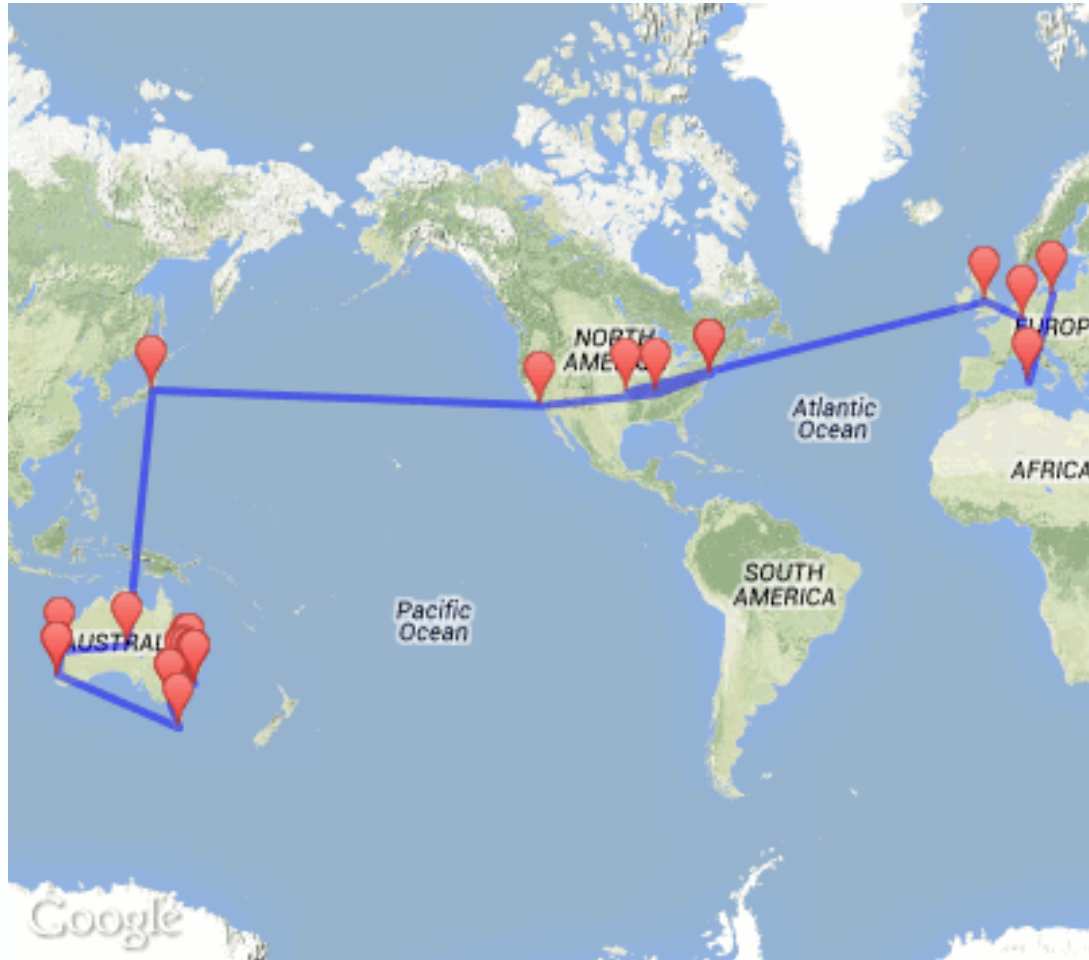 NORTH
AMERICA
EUROP
Atlantic
Ocean
AFRICA
SOUTH
AMERICA
Pacific
Ocean
AUSTRAL
Google